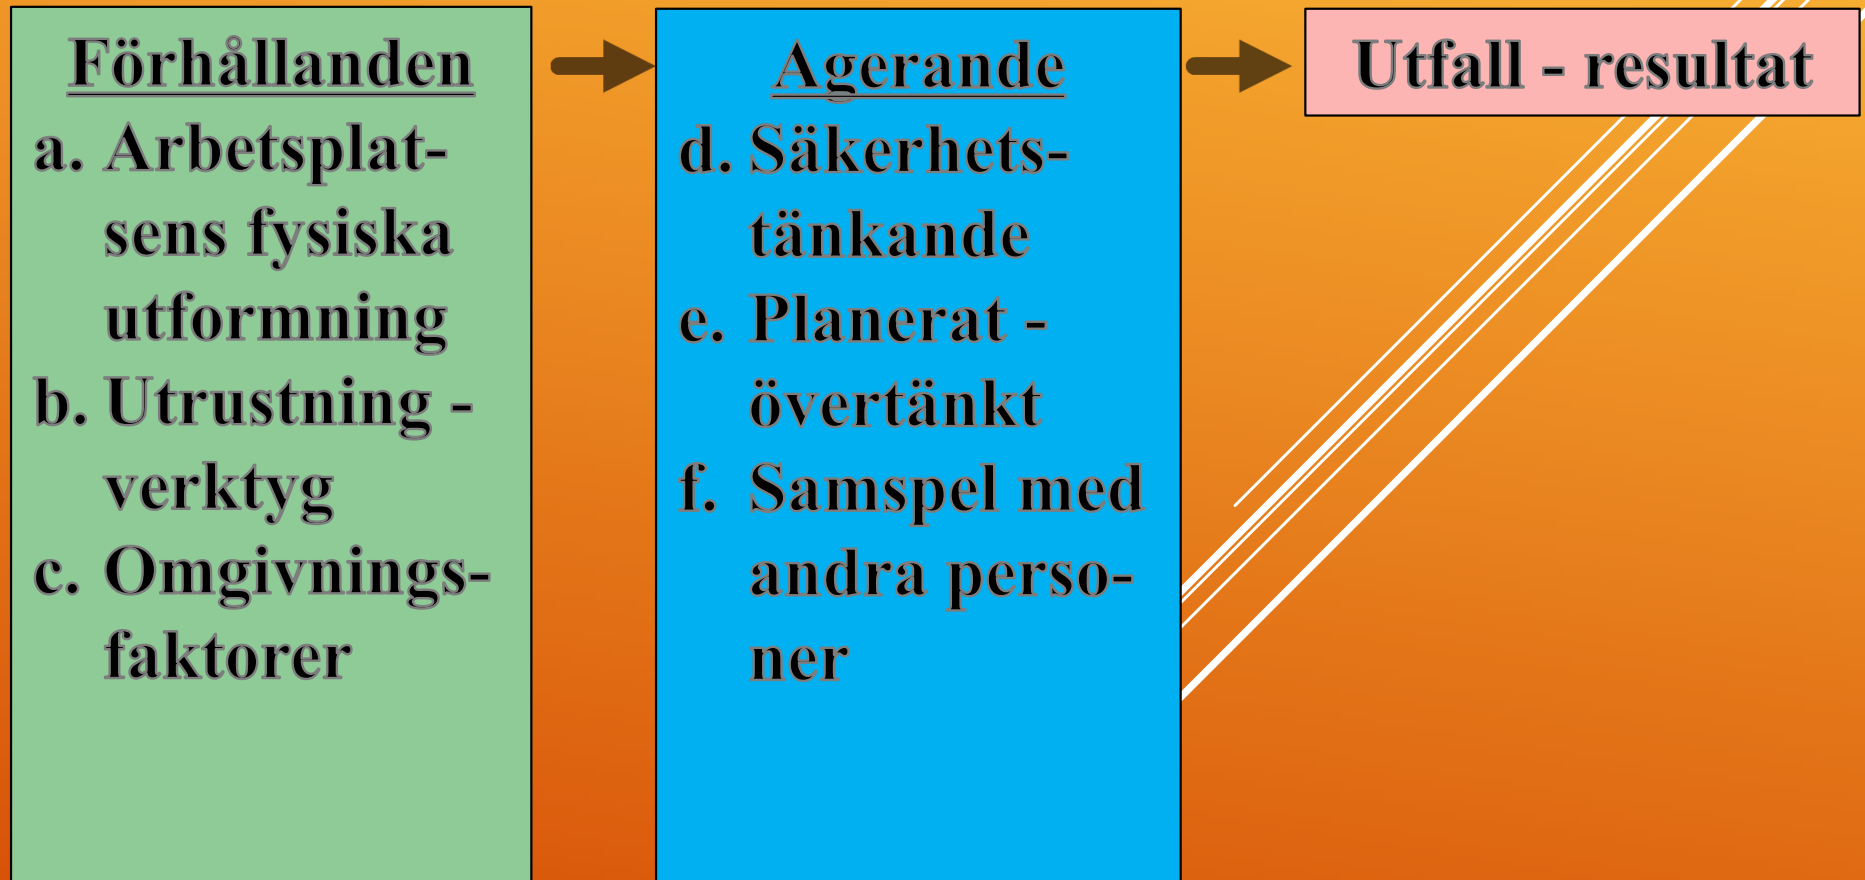 Förhållanden
a. Arbetsplat-
sens fysiska
utformning
b. Utrustning -
verktyg
c. Omgivnings-
faktorer
Agerande
d. Säkerhets-
tänkande
e. Planerat -
övertänkt
f. Samspel med
andra perso-
ner
Utfall - resultat